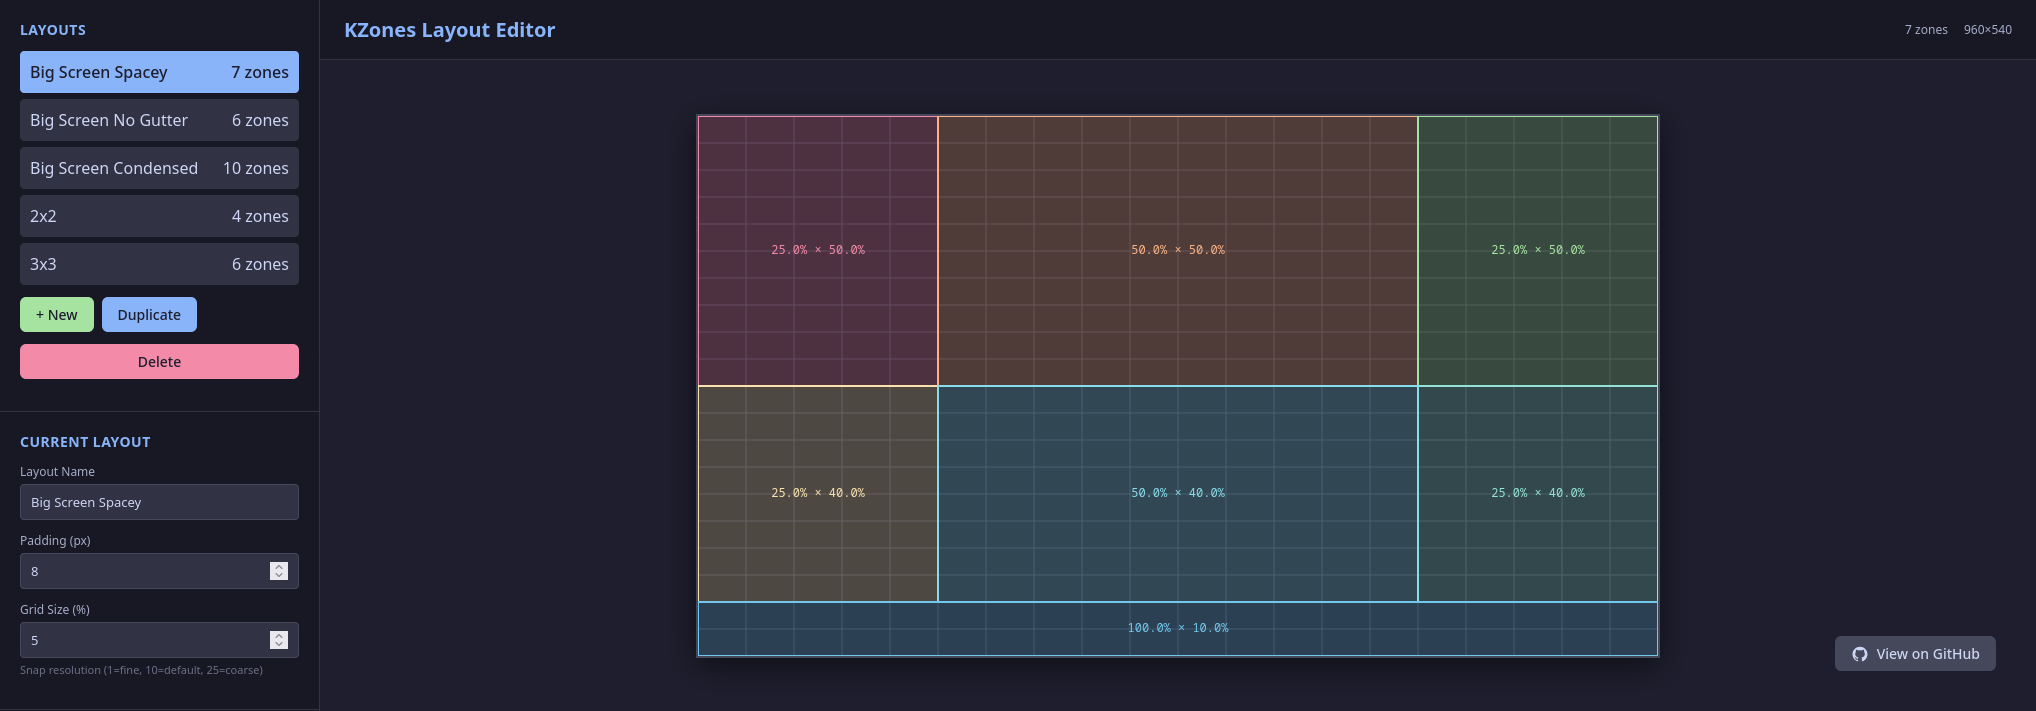 LAYOUTS
Big Screen Spacey 7 zones
Big Screen No Gutter 6 zones
Big Screen Condensed 10 zones
2x2 4 zones
3x3 6 zones
+ New Duplicate
Delete
CURRENT LAYOUT
Layout Name
Big Screen Spacey
Padding (px)
8
Grid Size (%)
5
Snap resolution (1=fine, 10=default, 25=coarse)
KZones Layout Editor
7 zones 960×540
25.0% × 50.0% 50.0% × 50.0% 25.0% × 50.0%
25.0% × 40.0% 50.0% × 40.0% 25.0% × 40.0%
100.0% × 10.0%
View on GitHub